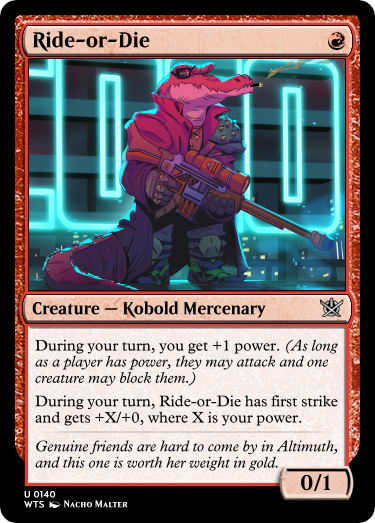 Ride-or-Die
Creature — Kobold Mercenary
During your turn, you get +1 power. (As long
as a player has power, they may attack and one
creature may block them.)
During your turn, Ride-or-Die has first strike
and gets +X/+0, where X is your power.
Genuine friends are hard to come by in Altimuth,
and this one is worth her weight in gold.
0/1
U 0140
WTS Nacho Malter